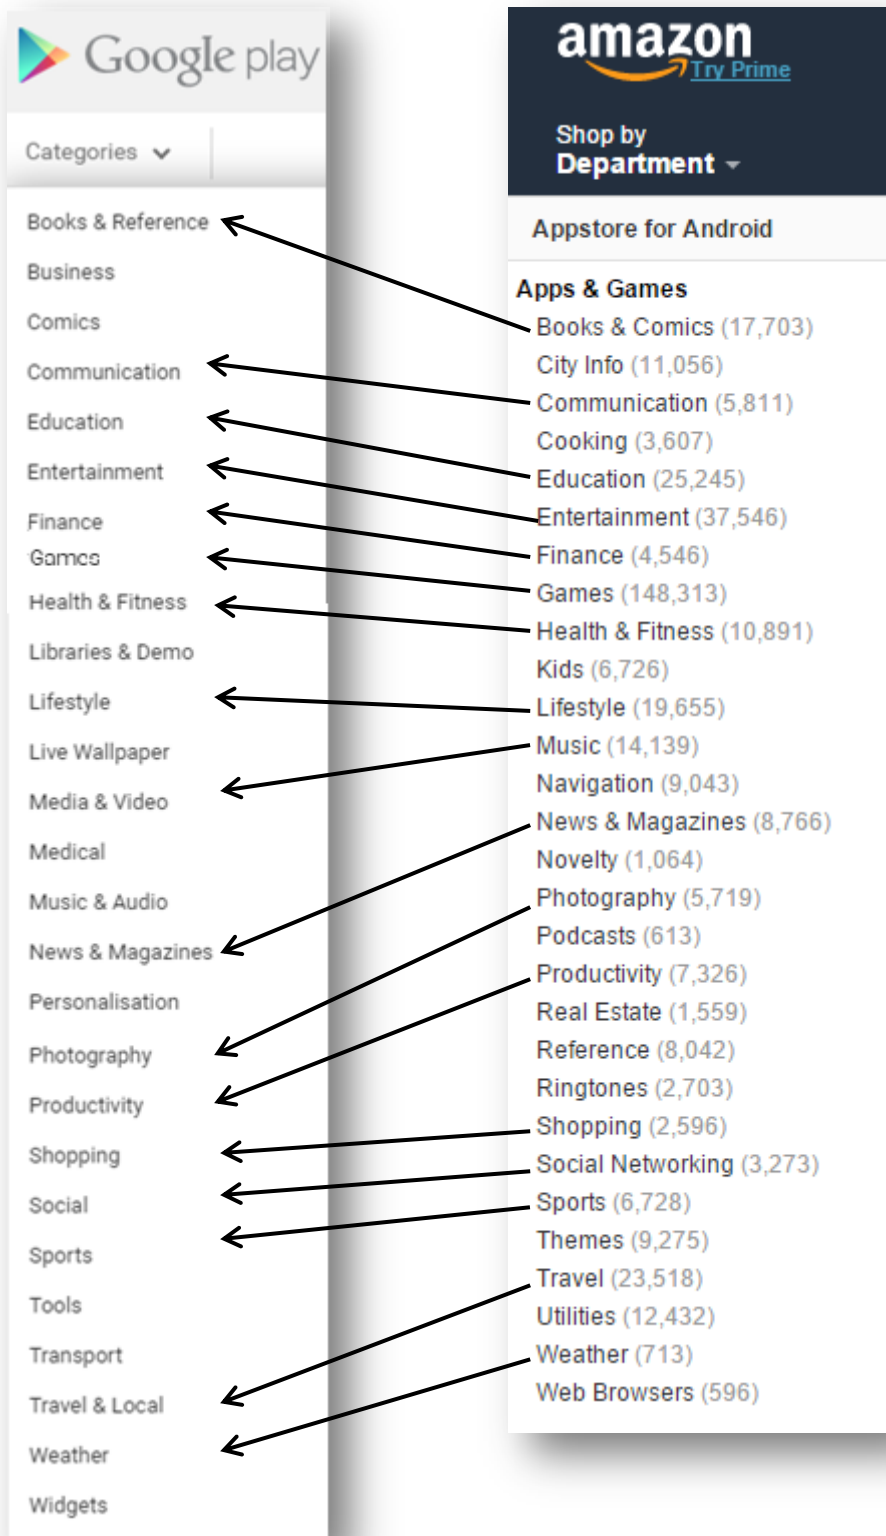 Google play
Categories
Books & Reference
Business
Comics
Communication
Education
Entertainment
Finance
Games
Health & Fitness
Libraries & Demo
Lifestyle
Live Wallpaper
Media & Video
Medical
Music & Audio
News & Magazines
Personalisation
Photography
Productivity
Shopping
Social
Sports
Tools
Transport
Travel & Local
Weather
Widgets
amazon
Try Prime
Shop by
Department
Appstore for Android
Apps & Games
Books & Comics (17,703)
City Info (11,056)
Communication (5,811)
Cooking (3,607)
Education (25,245)
Entertainment (37,546)
Finance (4,546)
Games (148,313)
Health & Fitness (10,891)
Kids (6,726)
Lifestyle (19,655)
Music (14,139)
Navigation (9,043)
News & Magazines (8,766)
Novelty (1,064)
Photography (5,719)
Podcasts (613)
Productivity (7,326)
Real Estate (1,559)
Reference (8,042)
Ringtones (2,703)
Shopping (2,596)
Social Networking (3,273)
Sports (6,728)
Themes (9,275)
Travel (23,518)
Utilities (12,432)
Weather (713)
Web Browsers (596)